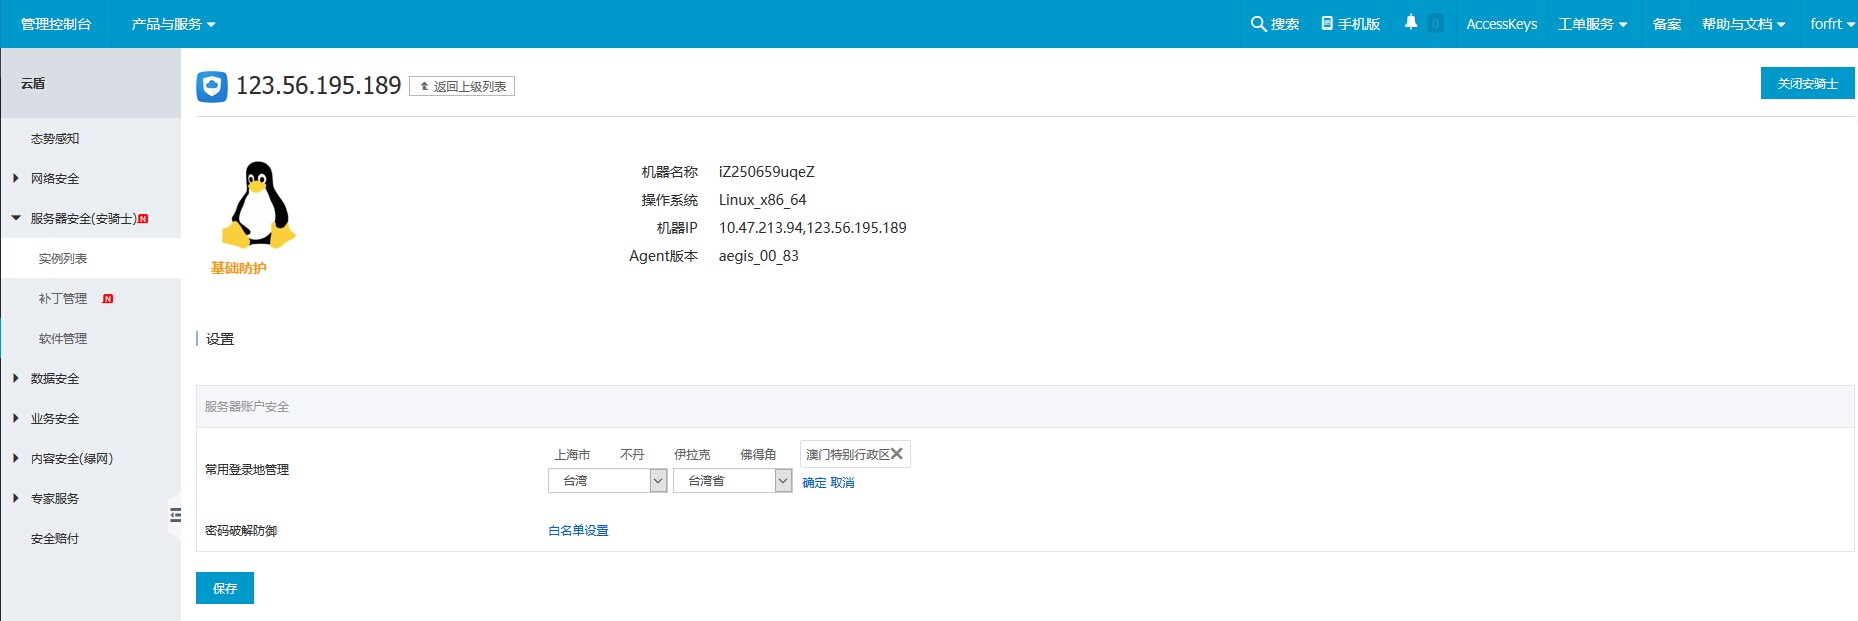 管理控制台 产品与服务 搜索 手机版 0 AccessKeys 工单服务 备案 帮助与文档 forfrt
云盾
态势感知
网络安全
服务器安全(安骑士) N
实例列表
补丁管理 N
软件管理
数据安全
业务安全
内容安全(绿网)
专家服务
安全赔付
123.56.195.189 返回上级列表 关闭安骑士
基础防护
机器名称 iZ250659uqeZ
操作系统 Linux_x86_64
机器IP 10.47.213.94,123.56.195.189
Agent版本 aegis_00_83
设置
服务器账户安全
常用登录地管理
上海市 不丹 伊拉克 佛得角 澳门特别行政区
台湾 台湾省 确定 取消
密码破解防御 白名单设置
保存